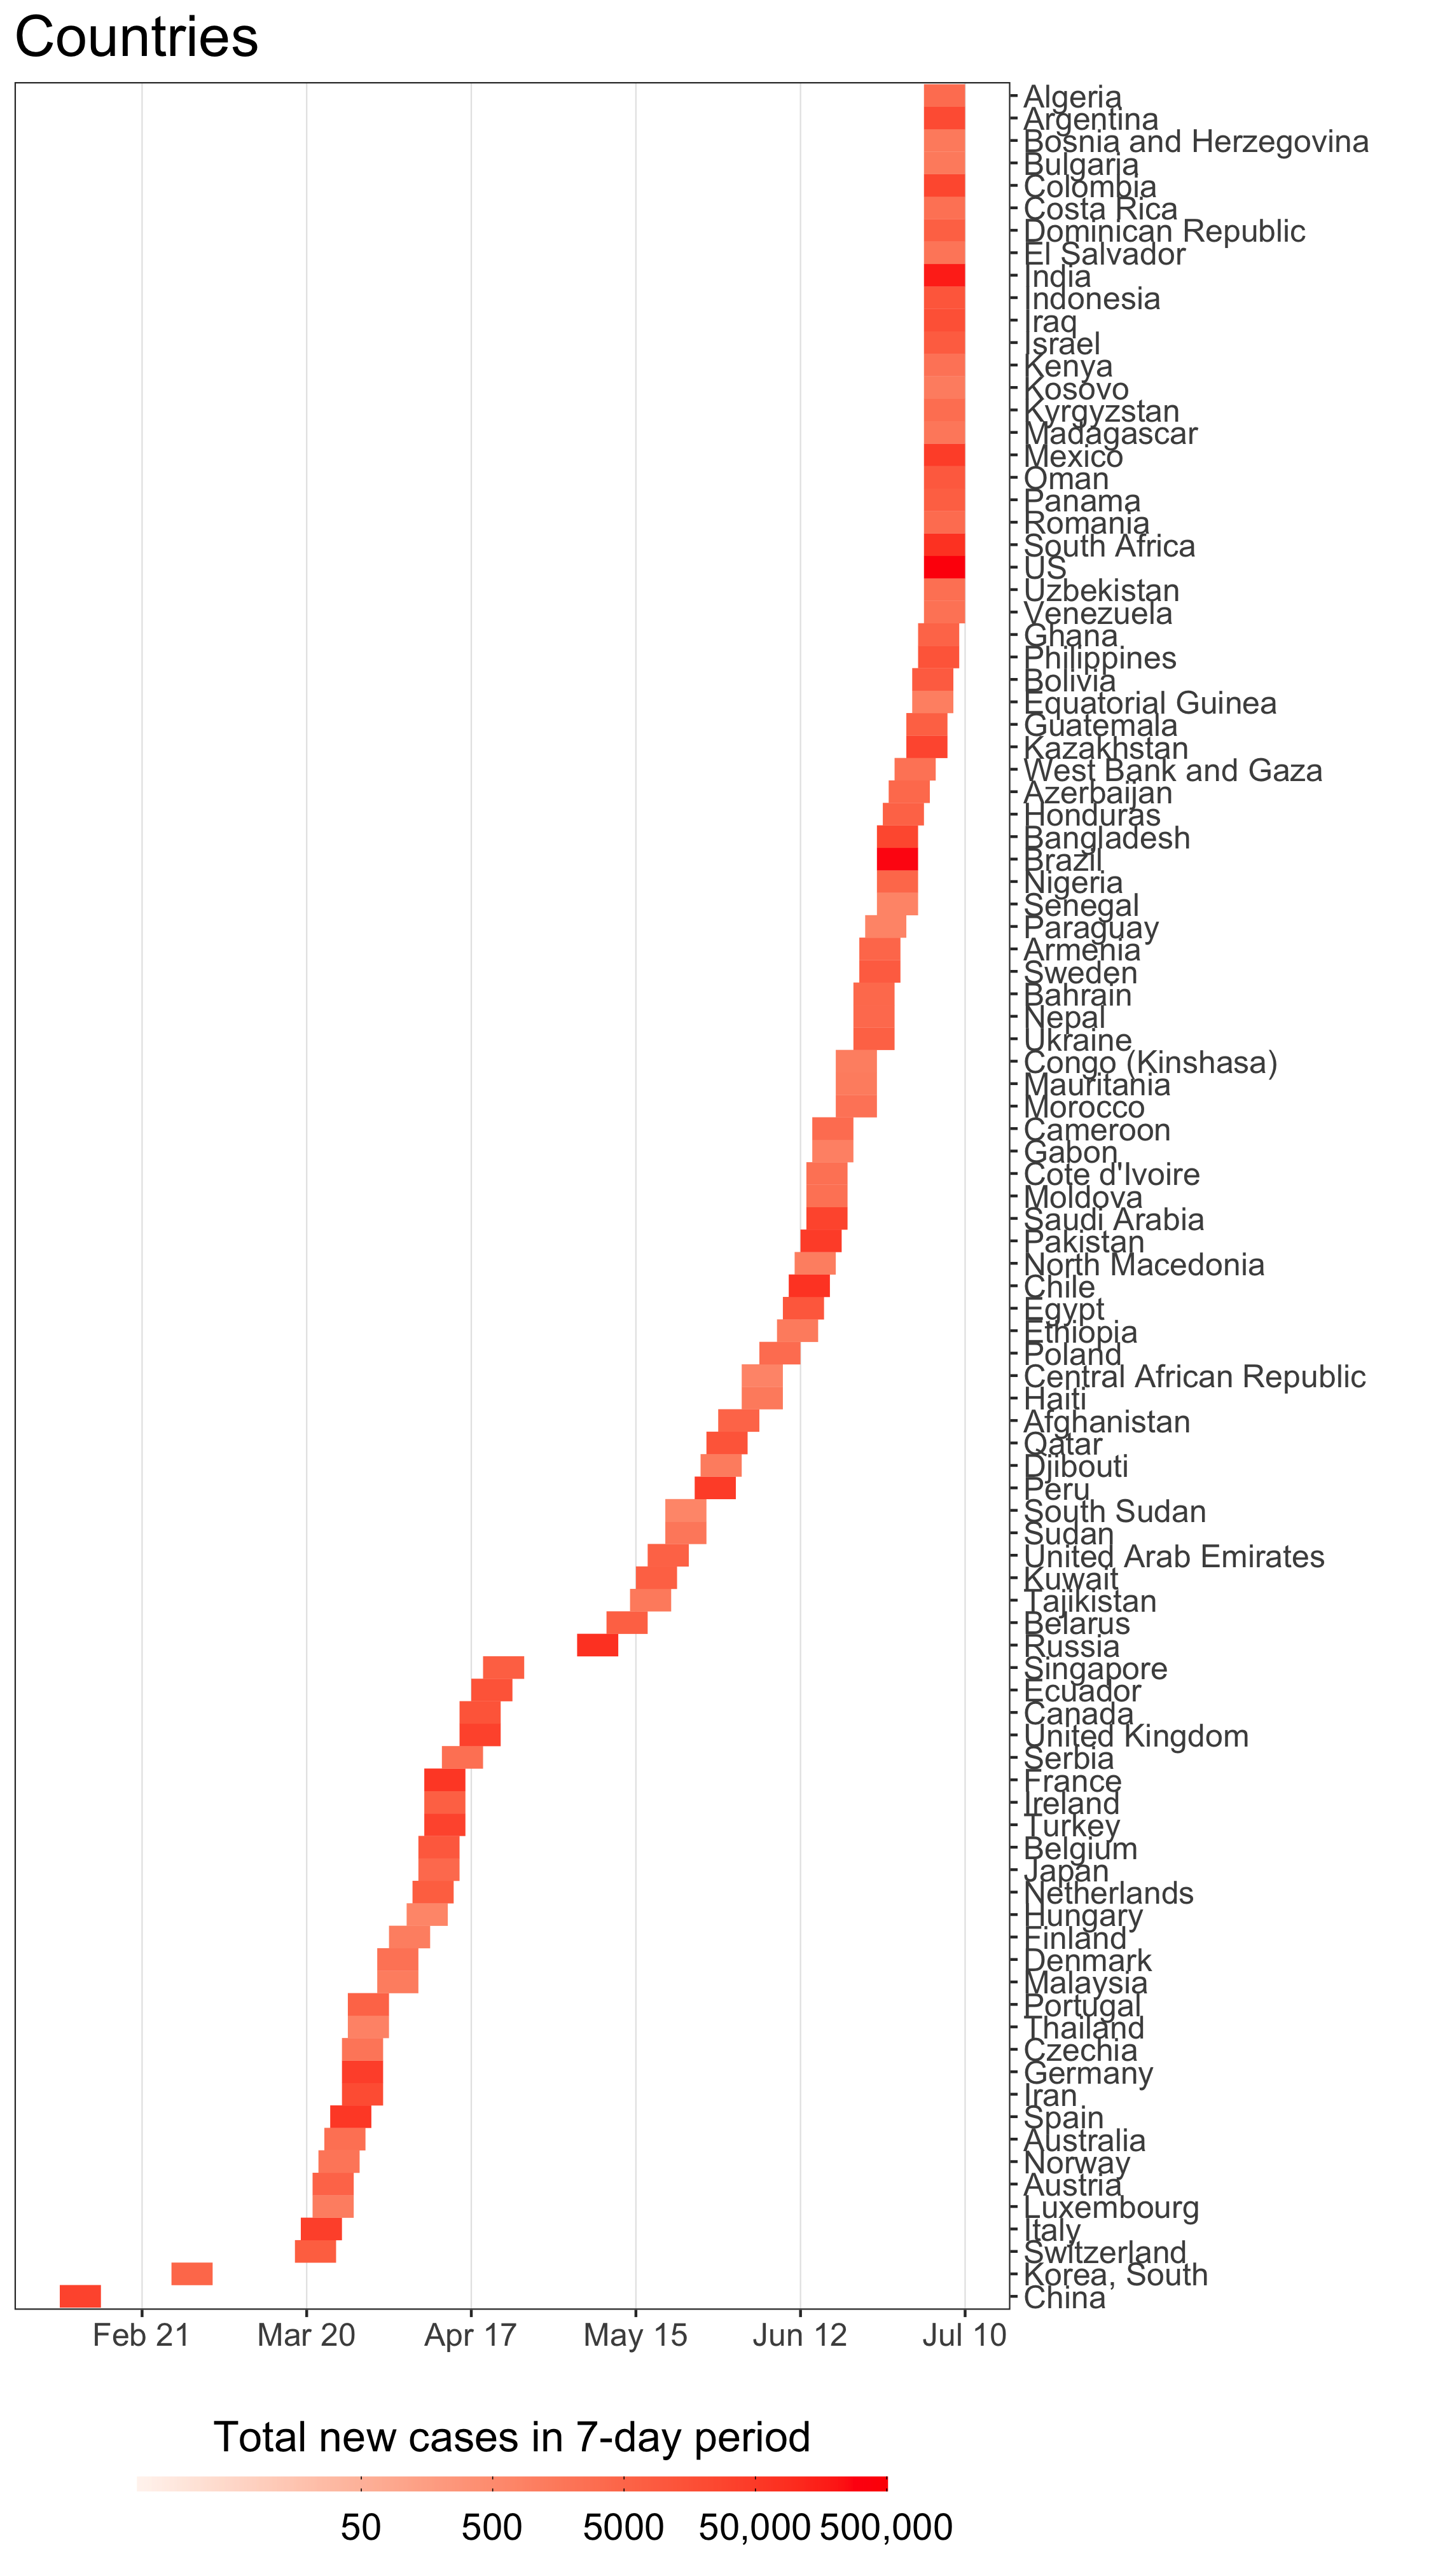 Countries
Algeria
Argentina
Bosnia and Herzegovina
Bulgaria
Colombia
Costa Rica
Dominican Republic
El Salvador
India
Indonesia
Iraq
Israel
Kenya
Kosovo
Kyrgyzstan
Madagascar
Mexico
Oman
Panama
Romania
South Africa
US
Uzbekistan
Venezuela
Ghana
Philippines
Bolivia
Equatorial Guinea
Guatemala
Kazakhstan
West Bank and Gaza
Azerbaijan
Honduras
Bangladesh
Brazil
Nigeria
Senegal
Paraguay
Armenia
Sweden
Bahrain
Nepal
Ukraine
Congo (Kinshasa)
Mauritania
Morocco
Cameroon
Gabon
Cote d'Ivoire
Moldova
Saudi Arabia
Pakistan
North Macedonia
Chile
Egypt
Ethiopia
Poland
Central African Republic
Haiti
Afghanistan
Qatar
Djibouti
Peru
South Sudan
Sudan
United Arab Emirates
Kuwait
Tajikistan
Belarus
Russia
Singapore
Ecuador
Canada
United Kingdom
Serbia
France
Ireland
Turkey
Belgium
Japan
Netherlands
Hungary
Finland
Denmark
Malaysia
Portugal
Thailand
Czechia
Germany
Iran
Spain
Australia
Norway
Austria
Luxembourg
Italy
Switzerland
Korea, South
China
Feb 21 Mar 20 Apr 17 May 15 Jun 12 Jul 10
Total new cases in 7-day period
50 500 5000 50,000 500,000